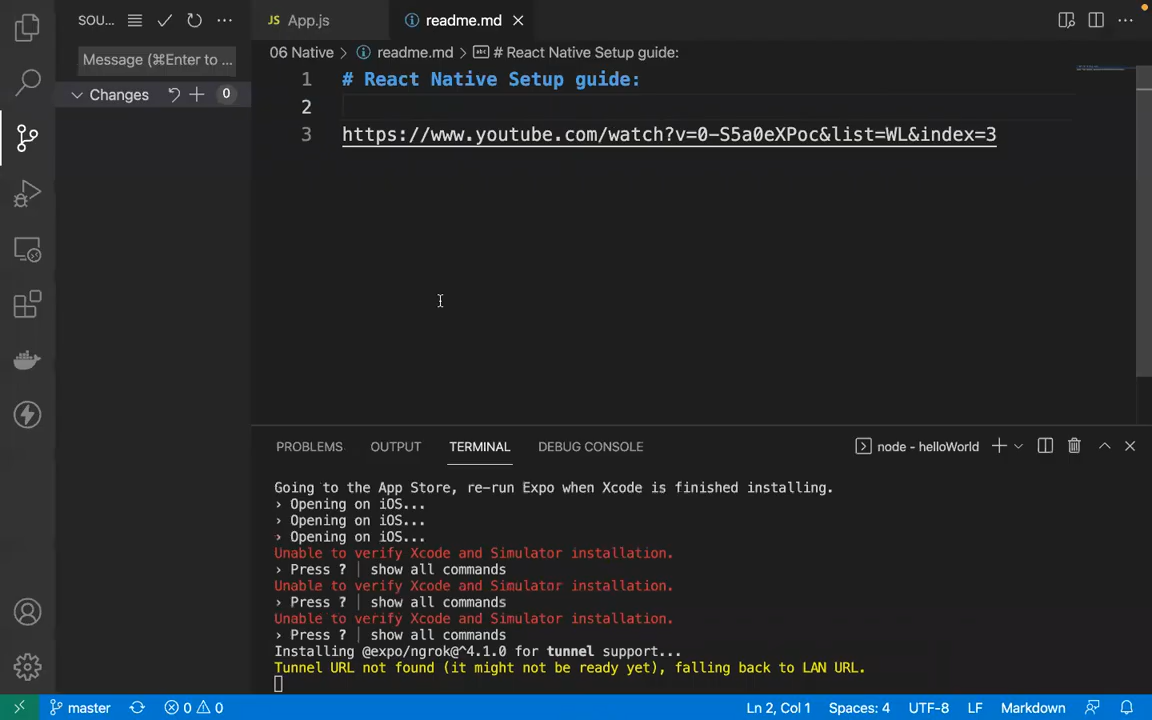 SOU...
App.js
readme.md
06 Native > readme.md > # React Native Setup guide:
Message (⌘Enter to ...
Changes 0
1 # React Native Setup guide:
2
3 https://www.youtube.com/watch?v=0-S5a0eXPoc&list=WL&index=3
PROBLEMS OUTPUT TERMINAL DEBUG CONSOLE
node - helloWorld
Going to the App Store, re-run Expo when Xcode is finished installing.
› Opening on iOS...
› Opening on iOS...
› Opening on iOS...
Unable to verify Xcode and Simulator installation.
› Press ? | show all commands
Unable to verify Xcode and Simulator installation.
› Press ? | show all commands
Unable to verify Xcode and Simulator installation.
› Press ? | show all commands
Installing @expo/ngrok@^4.1.0 for tunnel support...
Tunnel URL not found (it might not be ready yet), falling back to LAN URL.
master 0 0 Ln 2, Col 1 Spaces: 4 UTF-8 LF Markdown